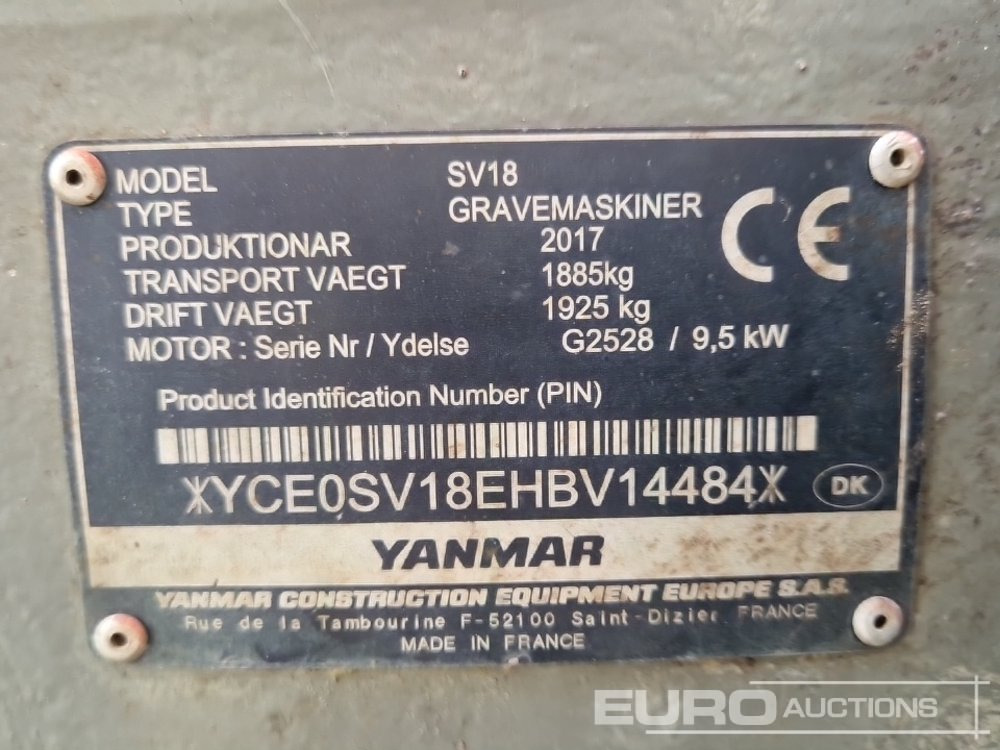 MODEL SV18
TYPE GRAVEMASKINER
PRODUKTIONAR 2017
TRANSPORT VAEGT 1885kg
DRIFT VAEGT 1925 kg
MOTOR : Serie Nr / Ydelse G2528 / 9,5 kW
CE
Product Identification Number (PIN)
YCE0SV18EHBV14484
DK
YANMAR
YANMAR CONSTRUCTION EQUIPMENT EUROPE S.A.S.
Rue de la Tambourine F-52100 Saint-Dizier FRANCE
MADE IN FRANCE
EURO AUCTIONS